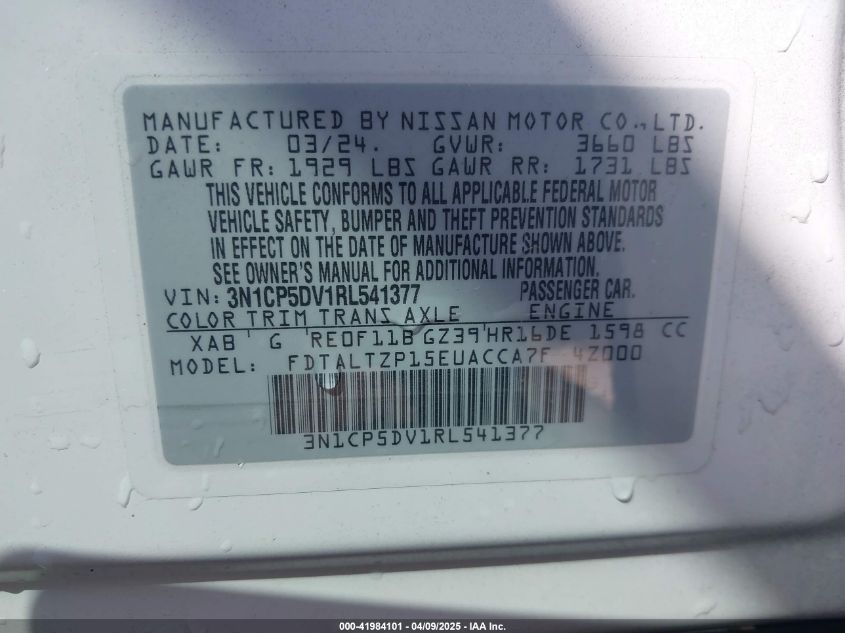 MANUFACTURED BY NISSAN MOTOR CO., LTD.
DATE: 03/24. GVWR: 3660 LBS
GAWR FR: 1929 LBS GAWR RR: 1731 LBS
THIS VEHICLE CONFORMS TO ALL APPLICABLE FEDERAL MOTOR
VEHICLE SAFETY, BUMPER AND THEFT PREVENTION STANDARDS
IN EFFECT ON THE DATE OF MANUFACTURE SHOWN ABOVE.
SEE OWNER'S MANUAL FOR ADDITIONAL INFORMATION.
VIN: 3N1CP5DV1RL541377 PASSENGER CAR.
COLOR TRIM TRANS AXLE ENGINE
XAB G RE0F11B GZ39 HR16DE 1598 CC
MODEL: FDTALTZP15EUACCA7F 4Z000
3N1CP5DV1RL541377
000-41984101 - 04/09/2025 - IAA Inc.